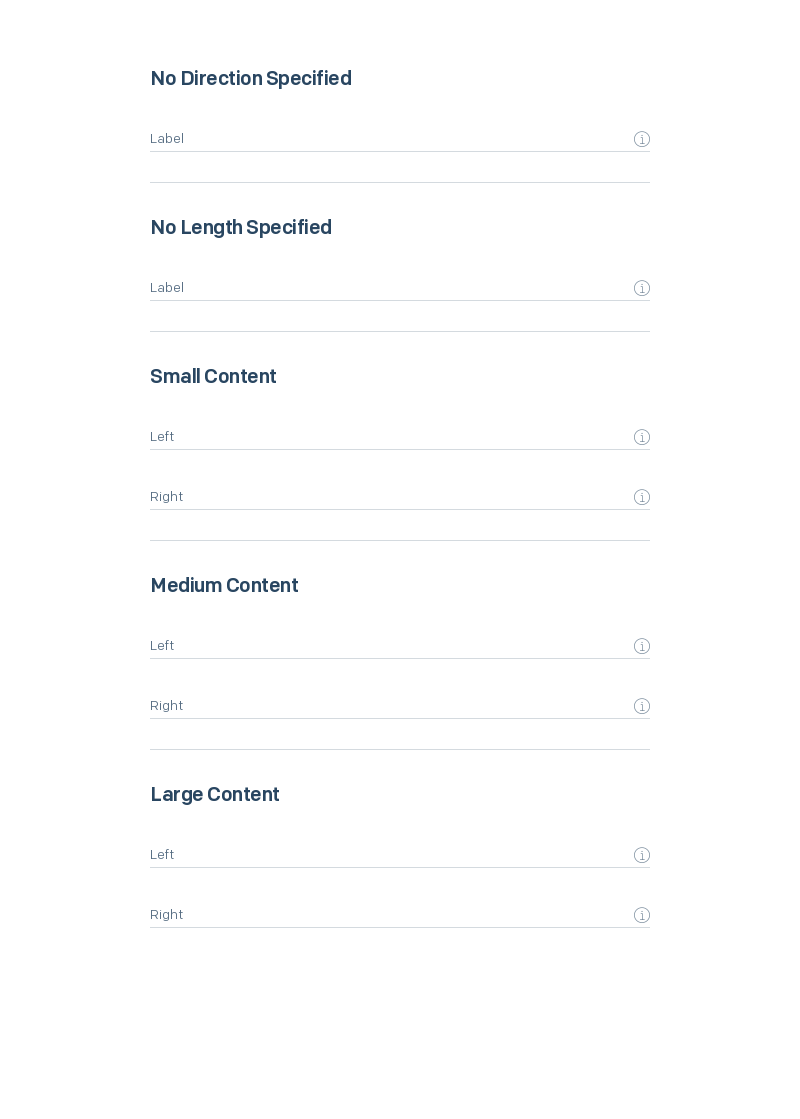 No Direction Specified
Label
No Length Specified
Label
Small Content
Left
Right
Medium Content
Left
Right
Large Content
Left
Right